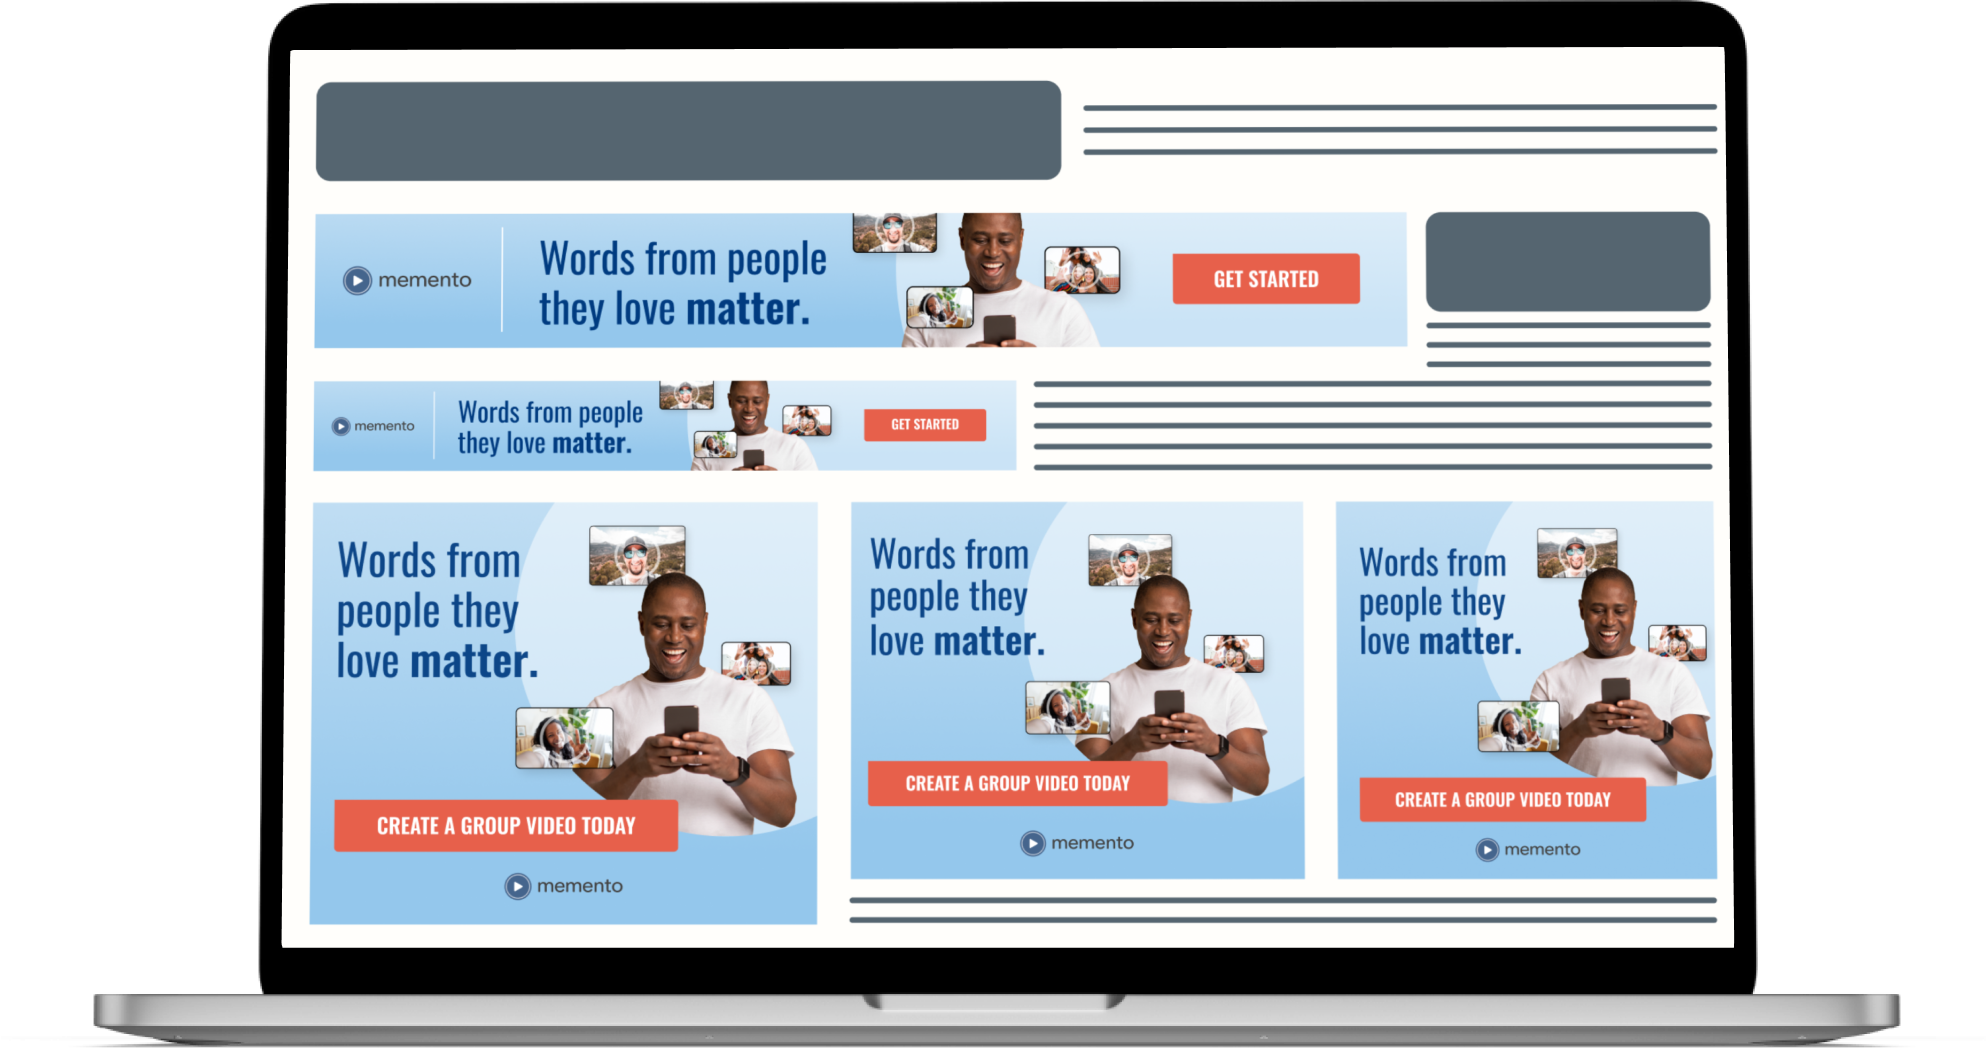 memento
Words from people
they love matter.
GET STARTED
memento
Words from people
they love matter.
GET STARTED
Words from
people they
love matter.
CREATE A GROUP VIDEO TODAY
memento
Words from
people they
love matter.
CREATE A GROUP VIDEO TODAY
memento
Words from
people they
love matter.
CREATE A GROUP VIDEO TODAY
memento